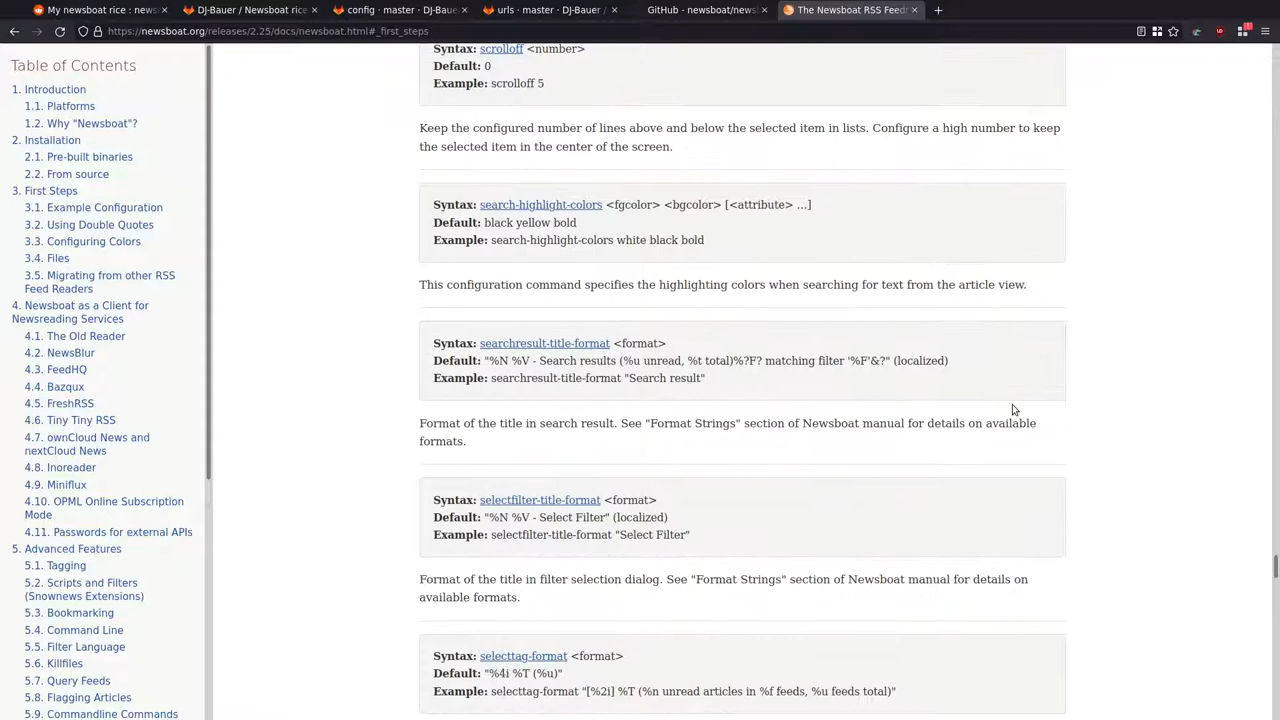 My newsboat rice : news
DJ-Bauer / Newsboat rice
config · master · DJ-Baue
urls · master · DJ-Bauer /
GitHub - newsboat/news
The Newsboat RSS Feed
https://newsboat.org/releases/2.25/docs/newsboat.html#_first_steps
Table of Contents
1. Introduction
1.1. Platforms
1.2. Why "Newsboat"?
2. Installation
2.1. Pre-built binaries
2.2. From source
3. First Steps
3.1. Example Configuration
3.2. Using Double Quotes
3.3. Configuring Colors
3.4. Files
3.5. Migrating from other RSS
Feed Readers
4. Newsboat as a Client for
Newsreading Services
4.1. The Old Reader
4.2. NewsBlur
4.3. FeedHQ
4.4. Bazqux
4.5. FreshRSS
4.6. Tiny Tiny RSS
4.7. ownCloud News and
nextCloud News
4.8. Inoreader
4.9. Miniflux
4.10. OPML Online Subscription
Mode
4.11. Passwords for external APIs
5. Advanced Features
5.1. Tagging
5.2. Scripts and Filters
(Snownews Extensions)
5.3. Bookmarking
5.4. Command Line
5.5. Filter Language
5.6. Killfiles
5.7. Query Feeds
5.8. Flagging Articles
5.9. Commandline Commands
Syntax: scrolloff <number>
Default: 0
Example: scrolloff 5
Keep the configured number of lines above and below the selected item in lists. Configure a high number to keep
the selected item in the center of the screen.
Syntax: search-highlight-colors <fgcolor> <bgcolor> [<attribute> ...]
Default: black yellow bold
Example: search-highlight-colors white black bold
This configuration command specifies the highlighting colors when searching for text from the article view.
Syntax: searchresult-title-format <format>
Default: "%N %V - Search results (%u unread, %t total)%?F? matching filter '%F'&?" (localized)
Example: searchresult-title-format "Search result"
Format of the title in search result. See "Format Strings" section of Newsboat manual for details on available
formats.
Syntax: selectfilter-title-format <format>
Default: "%N %V - Select Filter" (localized)
Example: selectfilter-title-format "Select Filter"
Format of the title in filter selection dialog. See "Format Strings" section of Newsboat manual for details on
available formats.
Syntax: selecttag-format <format>
Default: "%4i %T (%u)"
Example: selecttag-format "[%2i] %T (%n unread articles in %f feeds, %u feeds total)"